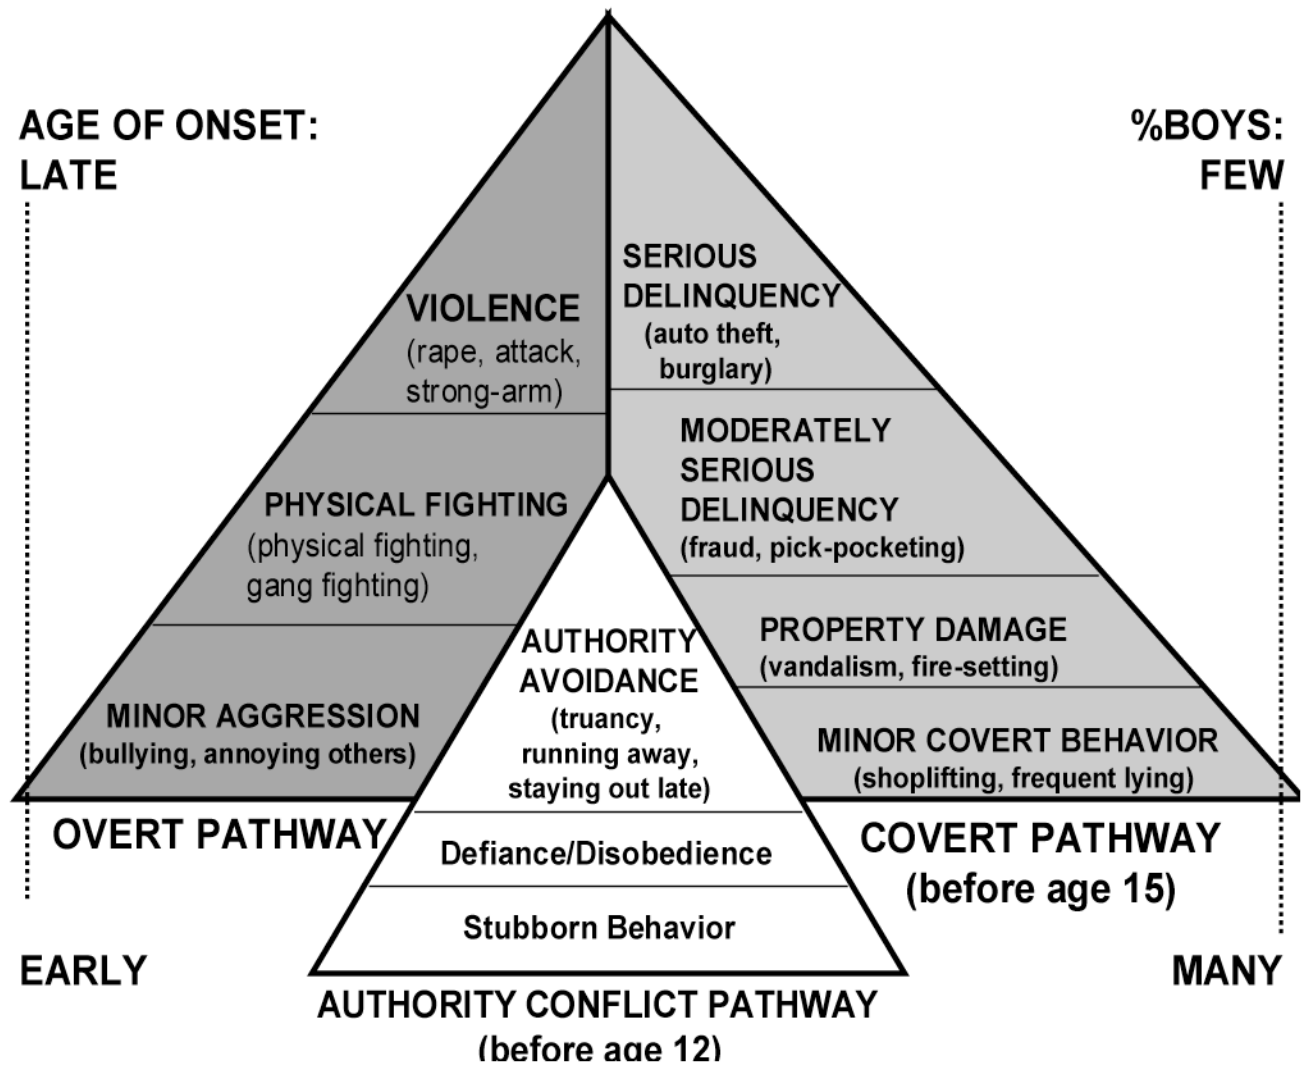 AGE OF ONSET:
LATE
%BOYS:
FEW
SERIOUS
DELINQUENCY
(auto theft,
burglary)
VIOLENCE
(rape, attack,
strong-arm)
MODERATELY
SERIOUS
DELINQUENCY
(fraud, pick-pocketing)
PHYSICAL FIGHTING
(physical fighting,
gang fighting)
PROPERTY DAMAGE
(vandalism, fire-setting)
AUTHORITY
AVOIDANCE
(truancy,
running away,
staying out late)
MINOR AGGRESSION
(bullying, annoying others)
MINOR COVERT BEHAVIOR
(shoplifting, frequent lying)
OVERT PATHWAY
COVERT PATHWAY
(before age 15)
Defiance/Disobedience
Stubborn Behavior
EARLY
MANY
AUTHORITY CONFLICT PATHWAY
(before age 12)